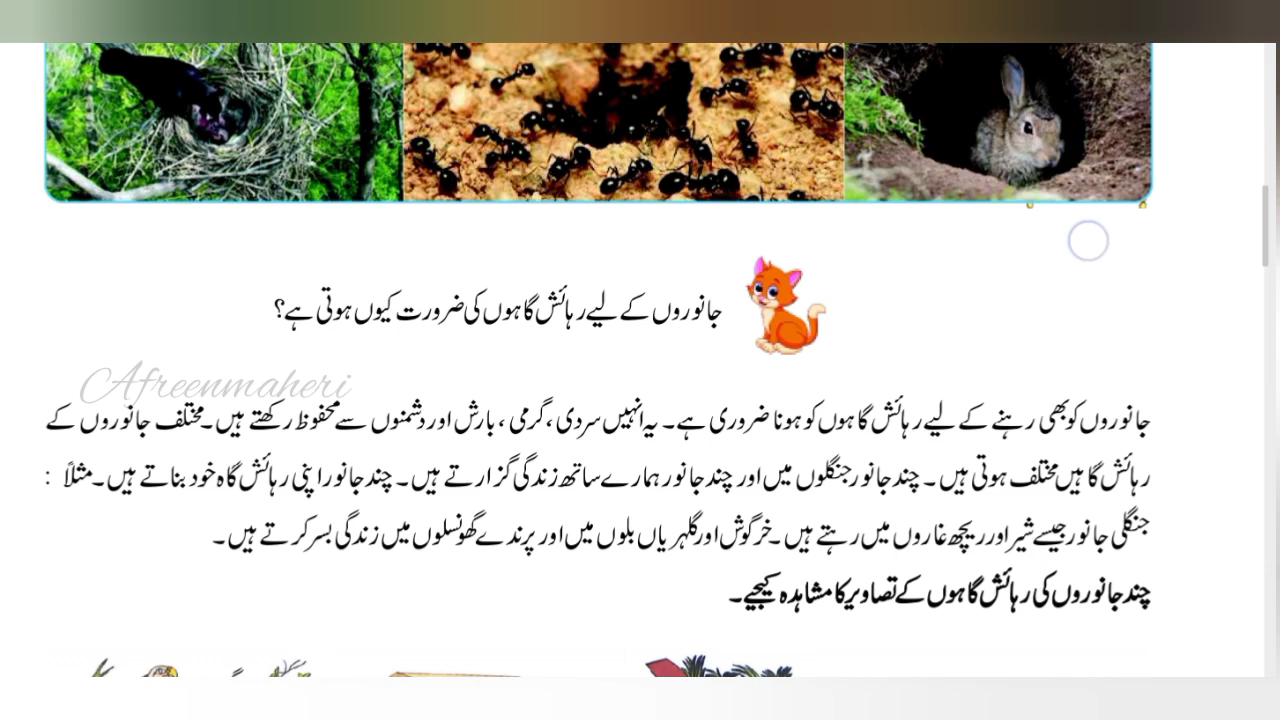 جانوروں کے لیے رہائش گاہوں کی ضرورت کیوں ہوتی ہے؟
Afreenmaheri
جانوروں کو بھی رہنے کے لیے رہائش گاہوں کو ہونا ضروری ہے۔ یہ انہیں سردی، گرمی ، بارش اور دشمنوں سے محفوظ رکھتے ہیں۔ مختلف جانوروں کے
رہائش گاہیں مختلف ہوتی ہیں ۔ چند جانور جنگلوں میں اور چند جانور ہمارے ساتھ زندگی گزارتے ہیں۔ چند جانور اپنی رہائش گاہ خود بناتے ہیں۔ مثلاً :
جنگلی جانور جیسے شیر اور ریچھ غاروں میں رہتے ہیں ۔ خرگوش اور گلہریاں بلوں میں اور پرندے گھونسلوں میں زندگی بسر کرتے ہیں ۔
چند جانوروں کی رہائش گاہوں کے تصاویر کا مشاہدہ کیجیے۔